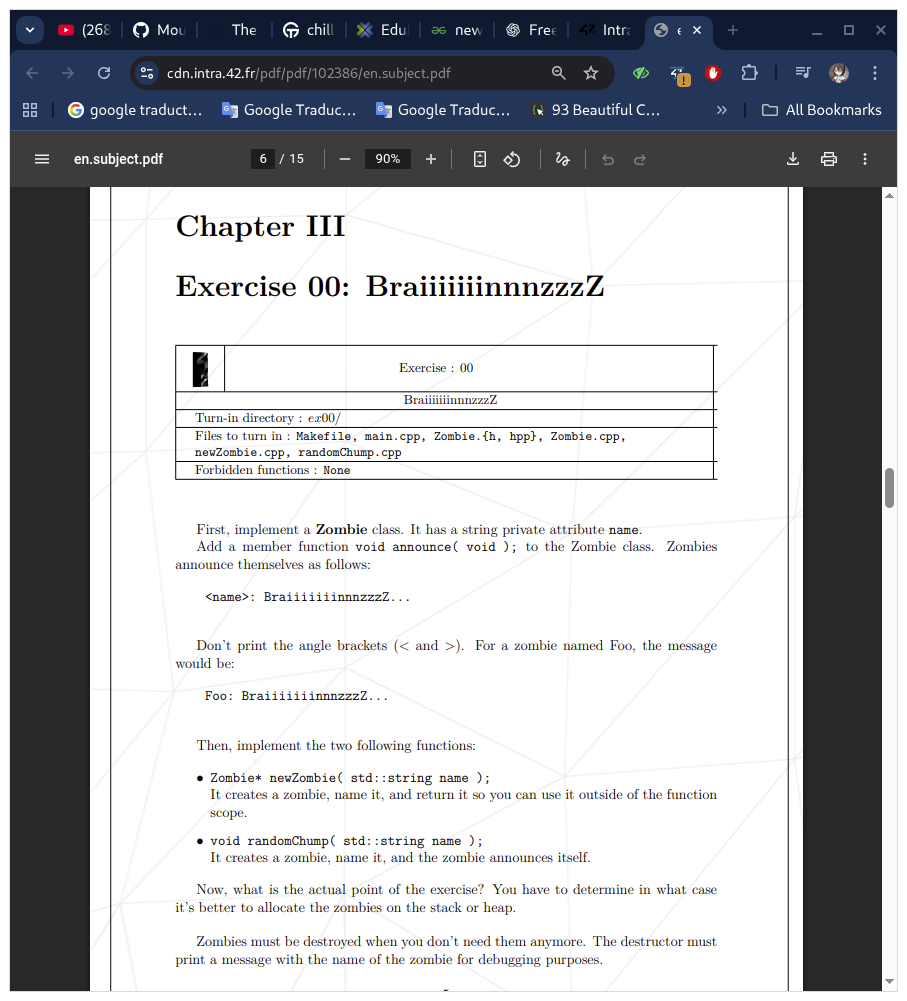 (268 Mou The chill Edu new Free Intra e
cdn.intra.42.fr/pdf/pdf/102386/en.subject.pdf
google traduct... Google Traduc... Google Traduc... 93 Beautiful C... » All Bookmarks
en.subject.pdf 6 / 15 90%
Chapter III
Exercise 00: BraiiiiiiinnnzzzZ
Exercise : 00
BraiiiiiiinnnzzzZ
Turn-in directory : ex00/
Files to turn in : Makefile, main.cpp, Zombie.{h, hpp}, Zombie.cpp,
newZombie.cpp, randomChump.cpp
Forbidden functions : None
First, implement a Zombie class. It has a string private attribute name.
Add a member function void announce( void ); to the Zombie class. Zombies
announce themselves as follows:
<name>: BraiiiiiiinnnzzzZ...
Don't print the angle brackets (< and >). For a zombie named Foo, the message
would be:
Foo: BraiiiiiiinnnzzzZ...
Then, implement the two following functions:
• Zombie* newZombie( std::string name );
It creates a zombie, name it, and return it so you can use it outside of the function
scope.
• void randomChump( std::string name );
It creates a zombie, name it, and the zombie announces itself.
Now, what is the actual point of the exercise? You have to determine in what case
it's better to allocate the zombies on the stack or heap.
Zombies must be destroyed when you don't need them anymore. The destructor must
print a message with the name of the zombie for debugging purposes.